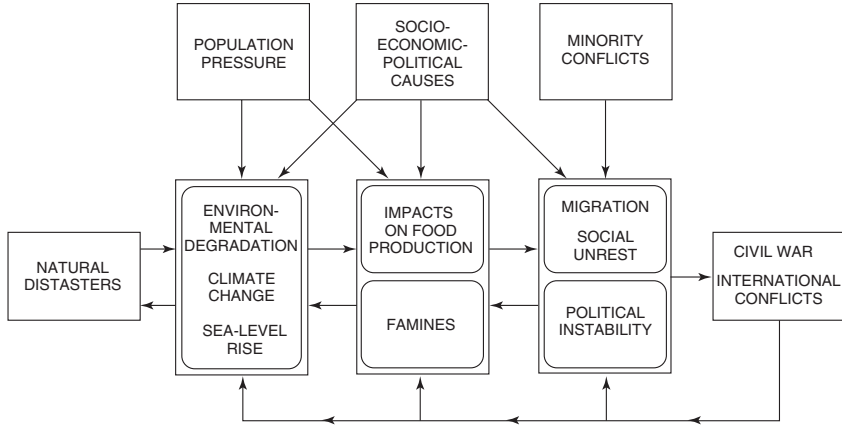 POPULATION
PRESSURE
SOCIO-
ECONOMIC-
POLITICAL
CAUSES
MINORITY
CONFLICTS
NATURAL
DISTASTERS
ENVIRON-
MENTAL
DEGRADATION
CLIMATE
CHANGE
SEA-LEVEL
RISE
IMPACTS
ON FOOD
PRODUCTION
FAMINES
MIGRATION
SOCIAL
UNREST
POLITICAL
INSTABILITY
CIVIL WAR
INTERNATIONAL
CONFLICTS